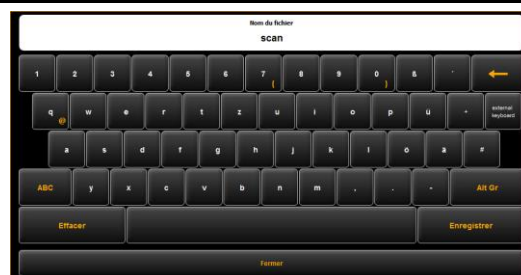 Nom du fichier
scan
1 2 3 4 5 6 7 { 8 9 0 } ß ´
q @ w e r t z u i o p ü + external keyboard
a s d f g h j k l ö ä #
ABC y x c v b n m , . - Alt Gr
Effacer Enregistrer
Fermer